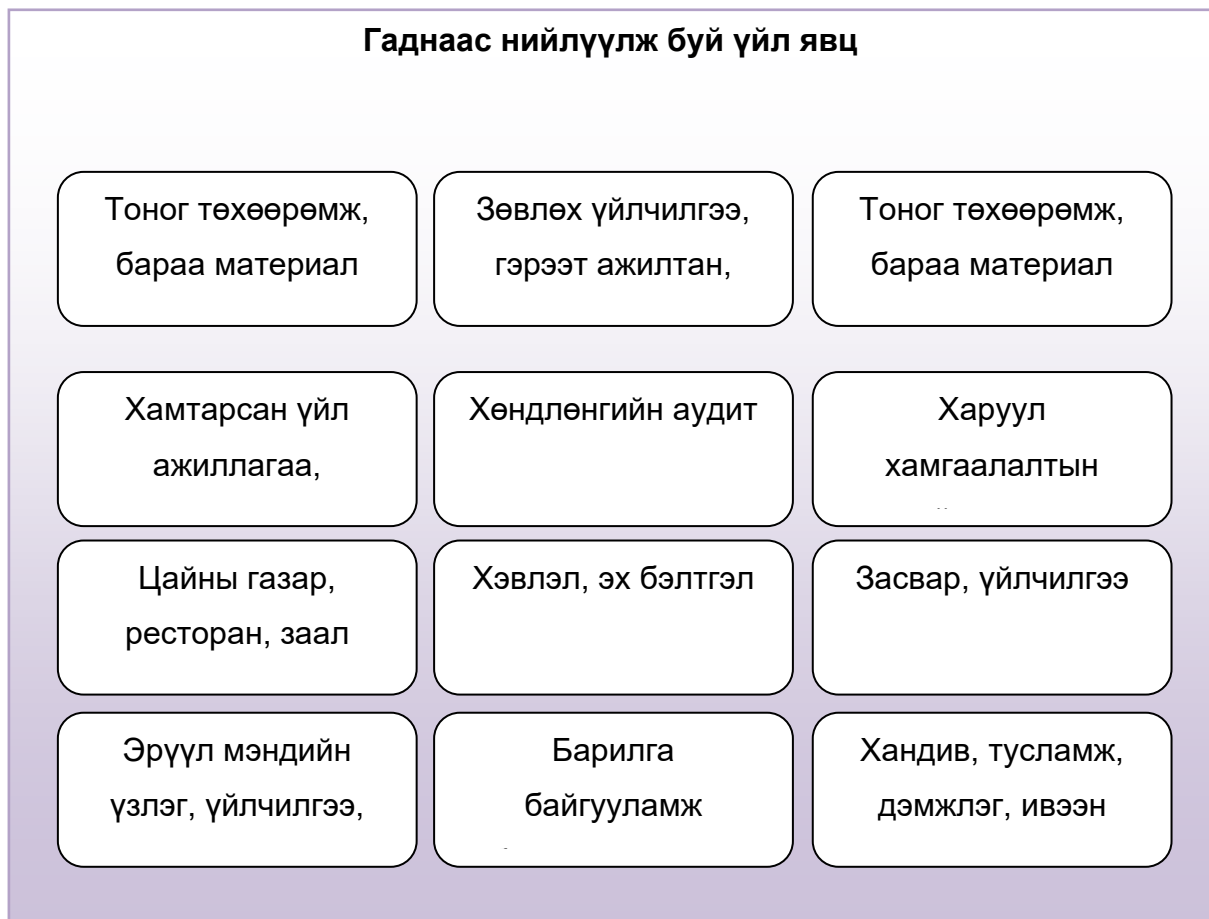 Гаднаас нийлүүлж буй үйл явц
Тоног төхөөрөмж,
бараа материал
Зөвлөх үйлчилгээ,
гэрээт ажилтан,
Тоног төхөөрөмж,
бараа материал
Хамтарсан үйл
ажиллагаа,
Хөндлөнгийн аудит
Харуул
хамгаалалтын
Цайны газар,
ресторан, заал
Хэвлэл, эх бэлтгэл
Засвар, үйлчилгээ
Эрүүл мэндийн
үзлэг, үйлчилгээ,
Барилга
байгууламж
Хандив, тусламж,
дэмжлэг, ивээн